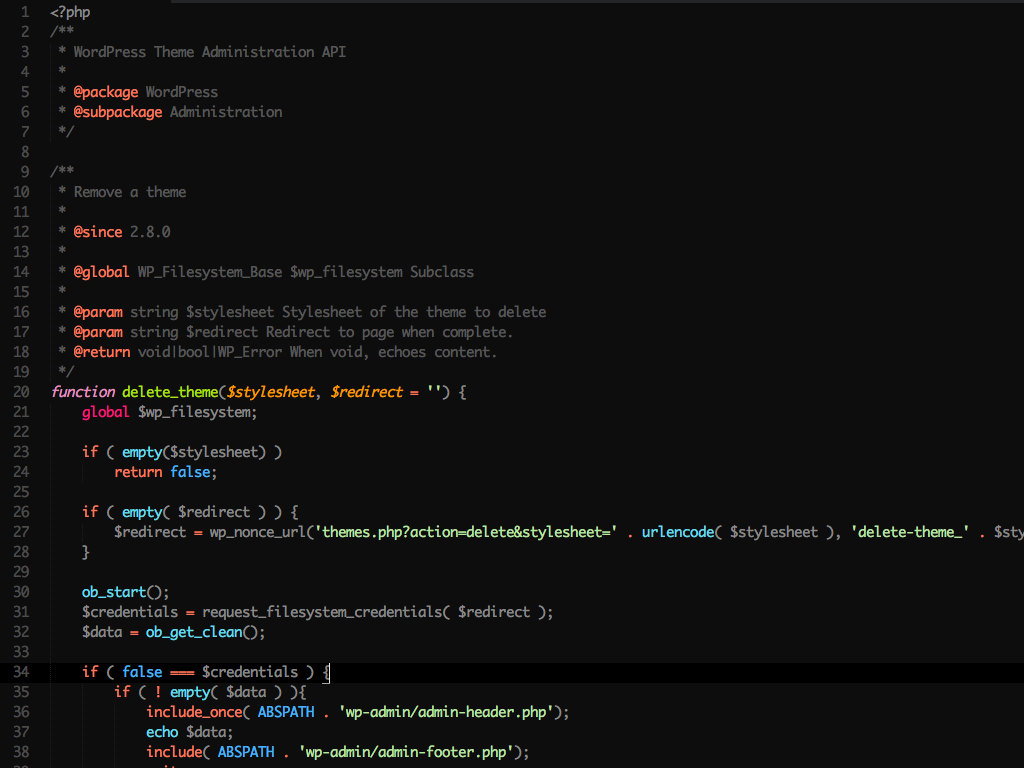 1 <?php
2 /**
3  * WordPress Theme Administration API
4  *
5  * @package WordPress
6  * @subpackage Administration
7  */
8
9 /**
10  * Remove a theme
11  *
12  * @since 2.8.0
13  *
14  * @global WP_Filesystem_Base $wp_filesystem Subclass
15  *
16  * @param string $stylesheet Stylesheet of the theme to delete
17  * @param string $redirect Redirect to page when complete.
18  * @return void|bool|WP_Error When void, echoes content.
19  */
20 function delete_theme($stylesheet, $redirect = '') {
21     global $wp_filesystem;
22
23     if ( empty($stylesheet) )
24         return false;
25
26     if ( empty( $redirect ) ) {
27         $redirect = wp_nonce_url('themes.php?action=delete&stylesheet=' . urlencode( $stylesheet ), 'delete-theme_' . $sty
28     }
29
30     ob_start();
31     $credentials = request_filesystem_credentials( $redirect );
32     $data = ob_get_clean();
33
34     if ( false === $credentials ) {
35         if ( ! empty( $data ) ){
36             include_once( ABSPATH . 'wp-admin/admin-header.php');
37             echo $data;
38             include( ABSPATH . 'wp-admin/admin-footer.php');